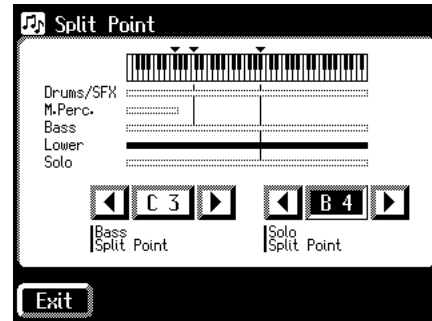 Split Point
Drums/SFX
M.Perc.
Bass
Lower
Solo
C 3
B 4
Bass
Split Point
Solo
Split Point
Exit